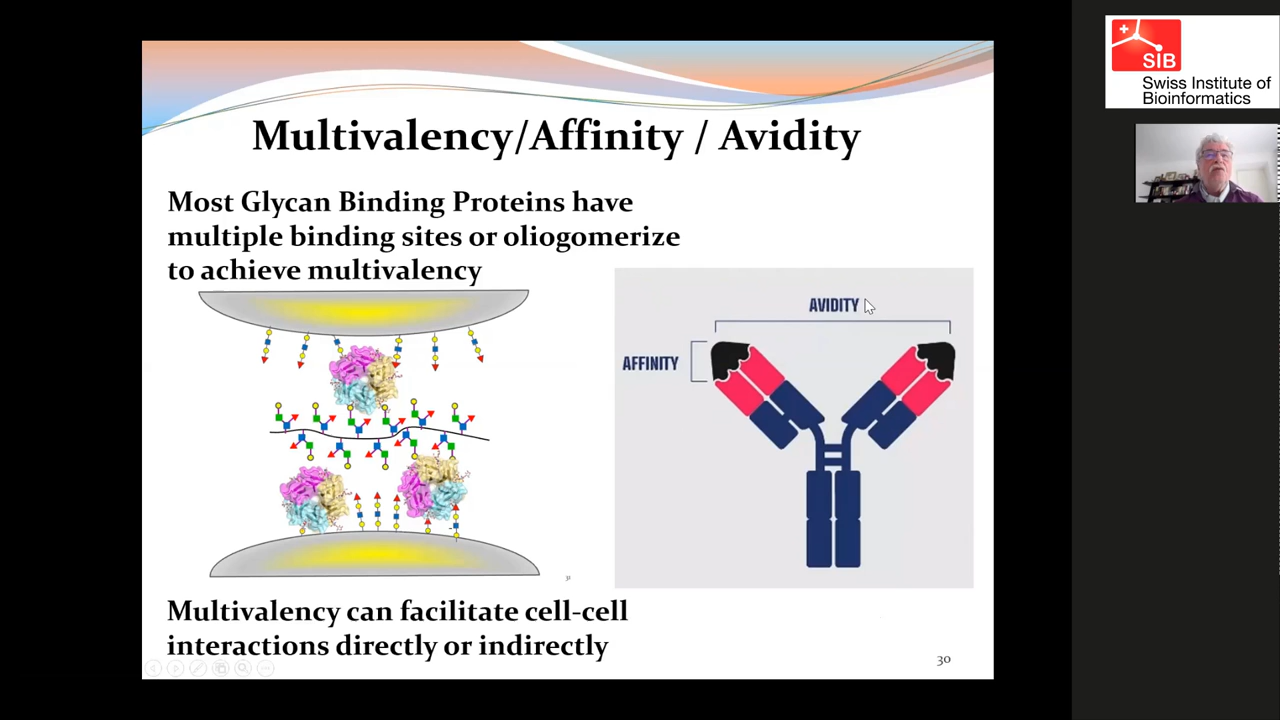 Multivalency/Affinity / Avidity
Most Glycan Binding Proteins have
multiple binding sites or oliogomerize
to achieve multivalency
AVIDITY
AFFINITY
31
Multivalency can facilitate cell-cell
interactions directly or indirectly
30
SIB
Swiss Institute of
Bioinformatics